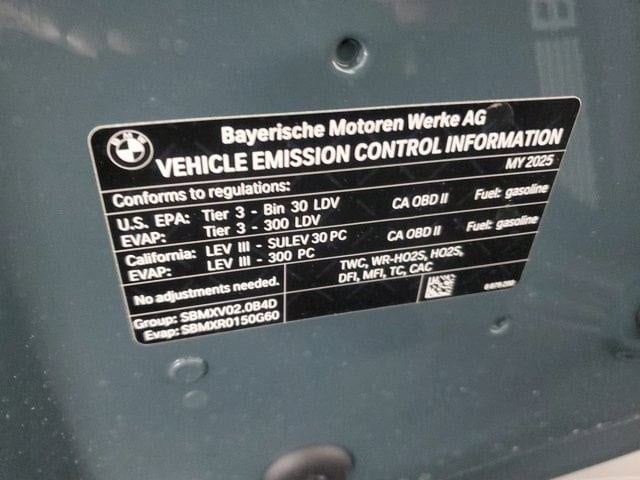 BMW
Bayerische Motoren Werke AG
VEHICLE EMISSION CONTROL INFORMATION
MY 2025
Conforms to regulations:
U.S. EPA: Tier 3 - Bin 30 LDV CA OBD II Fuel: gasoline
EVAP: Tier 3 - 300 LDV
California: LEV III - SULEV 30 PC CA OBD II Fuel: gasoline
EVAP: LEV III - 300 PC
No adjustments needed.
TWC, WR-HO2S, HO2S,
DFI, MFI, TC, CAC
Group: SBMXV02.0B4D
Evap: SBMXR0150G60